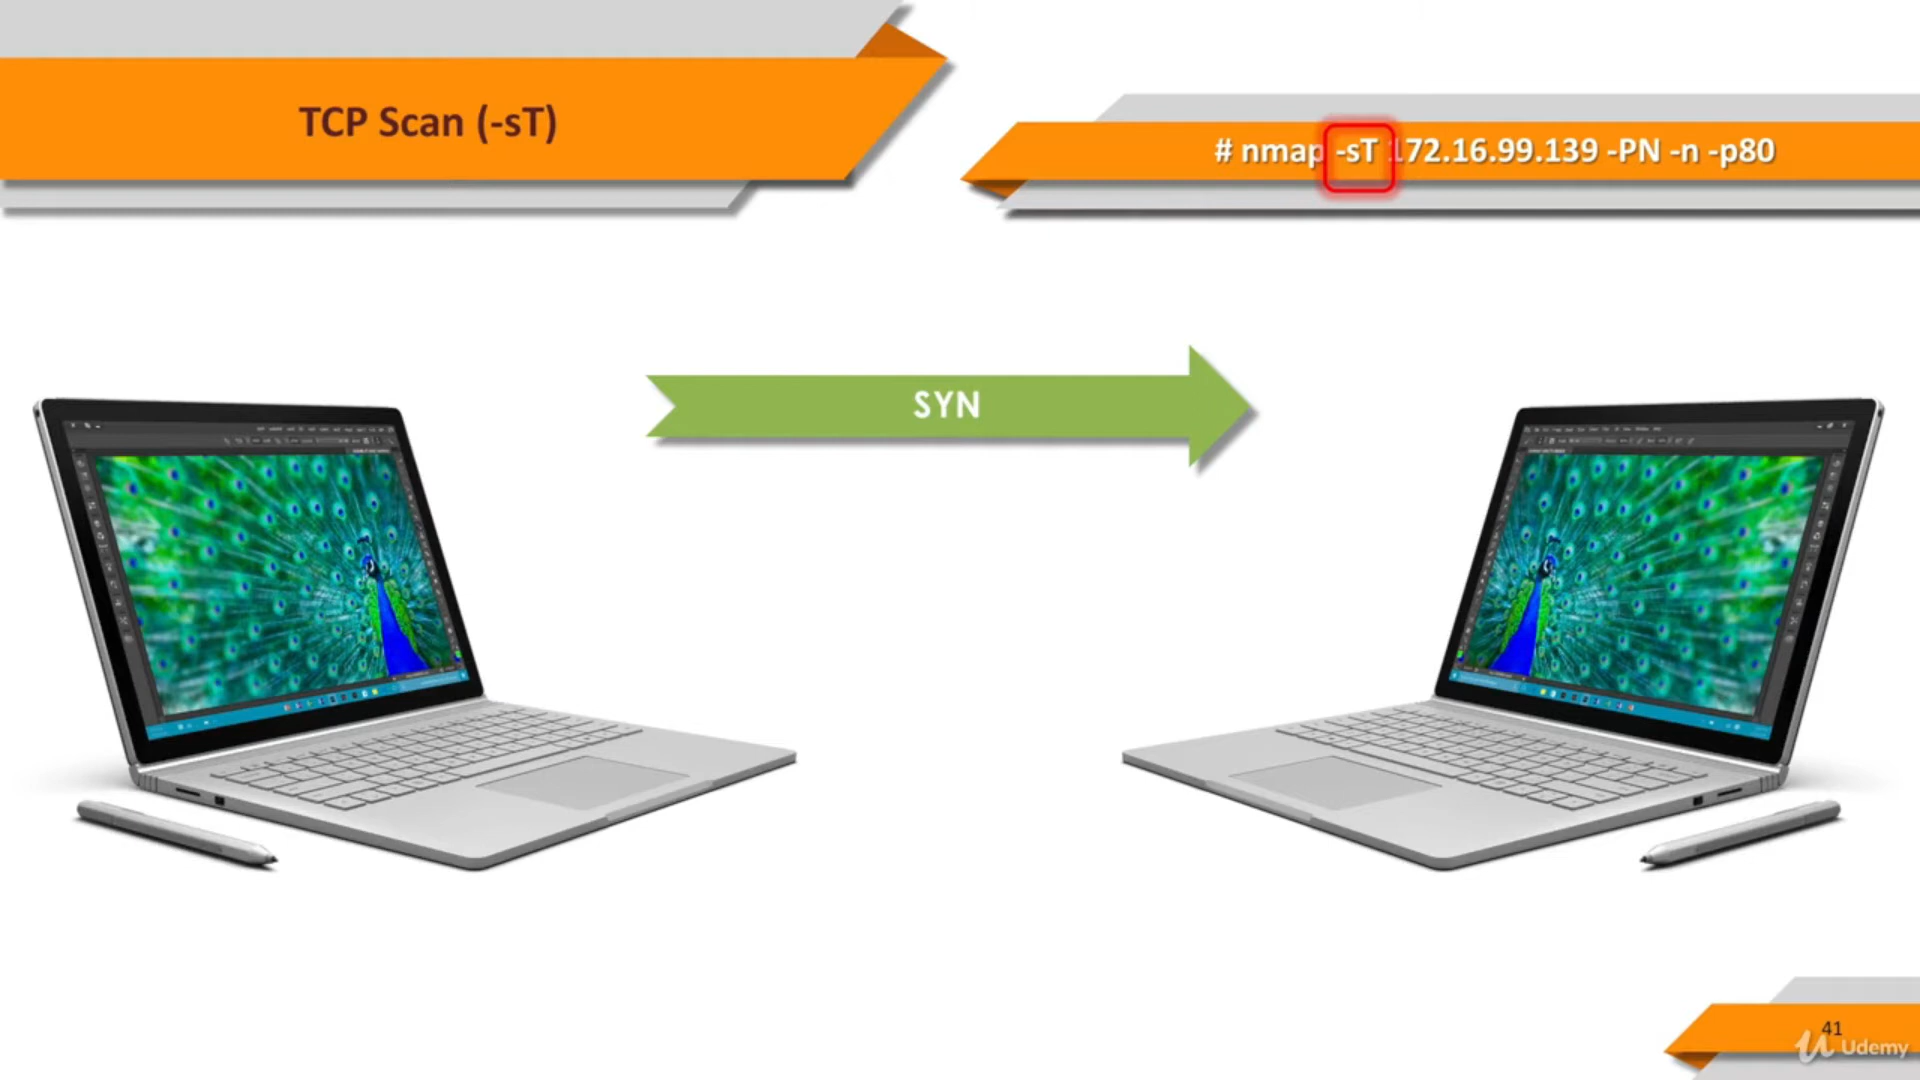 TCP Scan (-sT)
# nmap -sT 172.16.99.139 -PN -n -p80
SYN
41
Udemy